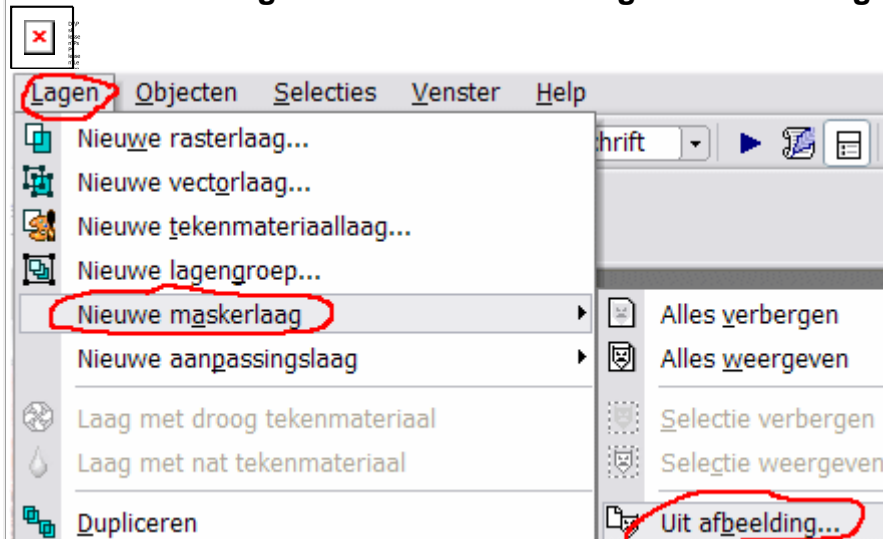 Lagen Objecten Selecties Venster Help
Nieuwe rasterlaag...
hrift
Nieuwe vectorlaag...
Nieuwe tekenmateriaallaag...
Nieuwe lagengroep...
Nieuwe maskerlaag
Nieuwe aanpassingslaag
Laag met droog tekenmateriaal
Laag met nat tekenmateriaal
Dupliceren
Alles verbergen
Alles weergeven
Selectie verbergen
Selectie weergeven
Uit afbeelding...